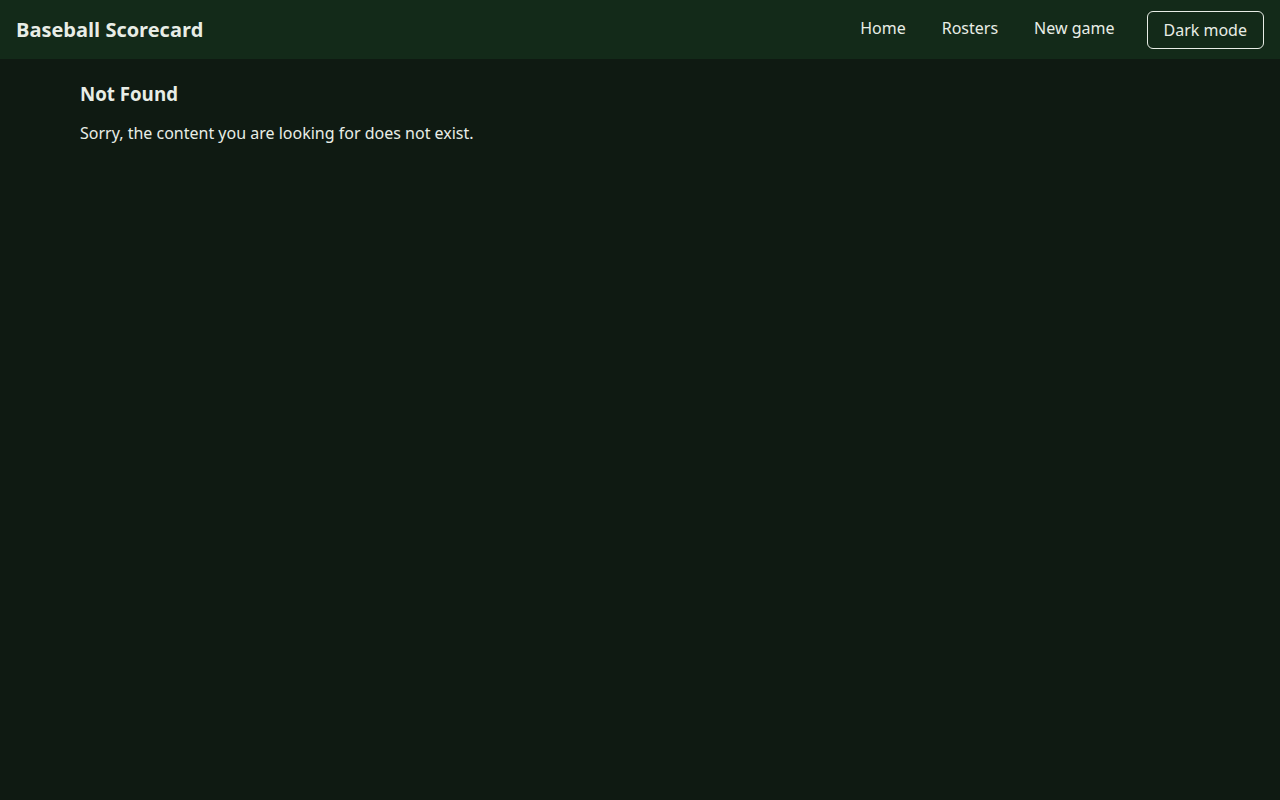 Baseball Scorecard
Home
Rosters
New game
Dark mode
Not Found
Sorry, the content you are looking for does not exist.